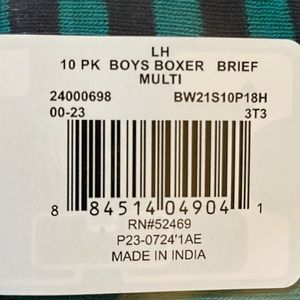 LH
10 PK BOYS BOXER BRIEF
MULTI
24000698 BW21S10P18H
00-23 3T3
8 84514 04904 1
RN#52469
P23-0724'1AE
MADE IN INDIA